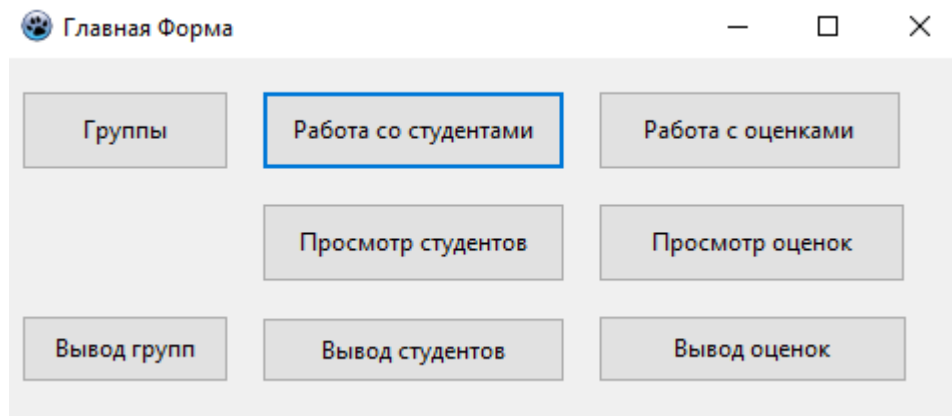 Главная Форма
Группы
Работа со студентами
Работа с оценками
Просмотр студентов
Просмотр оценок
Вывод групп
Вывод студентов
Вывод оценок